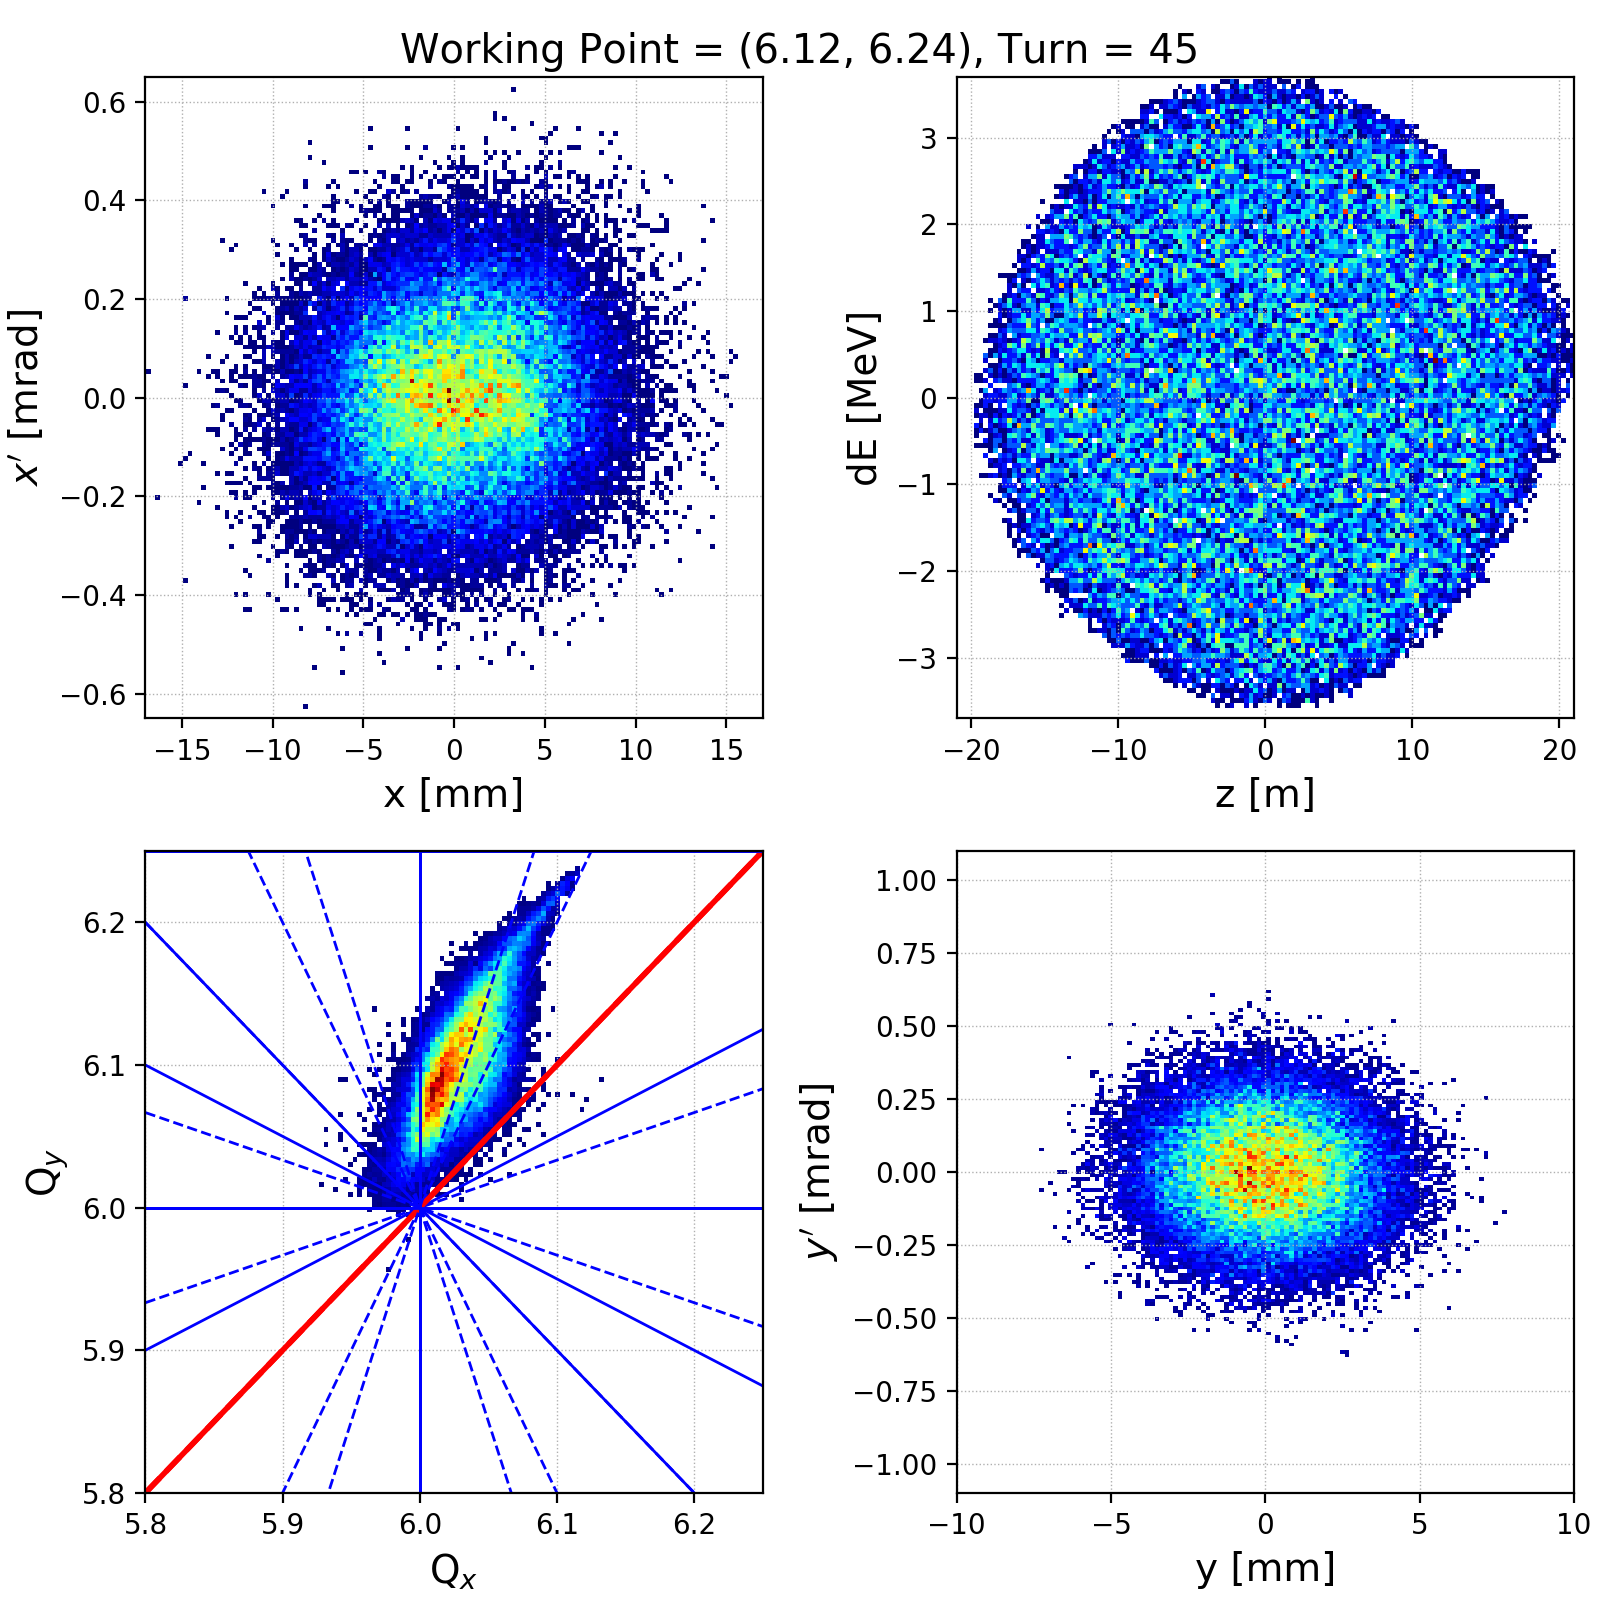 Working Point = (6.12, 6.24), Turn = 45
0.6
0.4
0.2
0.0
−0.2
−0.4
−0.6
x′ [mrad]
−15 −10 −5 0 5 10 15
x [mm]
3
2
1
0
−1
−2
−3
dE [MeV]
−20 −10 0 10 20
z [m]
6.2
6.1
6.0
5.9
5.8
Qy
5.8 5.9 6.0 6.1 6.2
Qx
1.00
0.75
0.50
0.25
0.00
−0.25
−0.50
−0.75
−1.00
y′ [mrad]
−10 −5 0 5 10
y [mm]